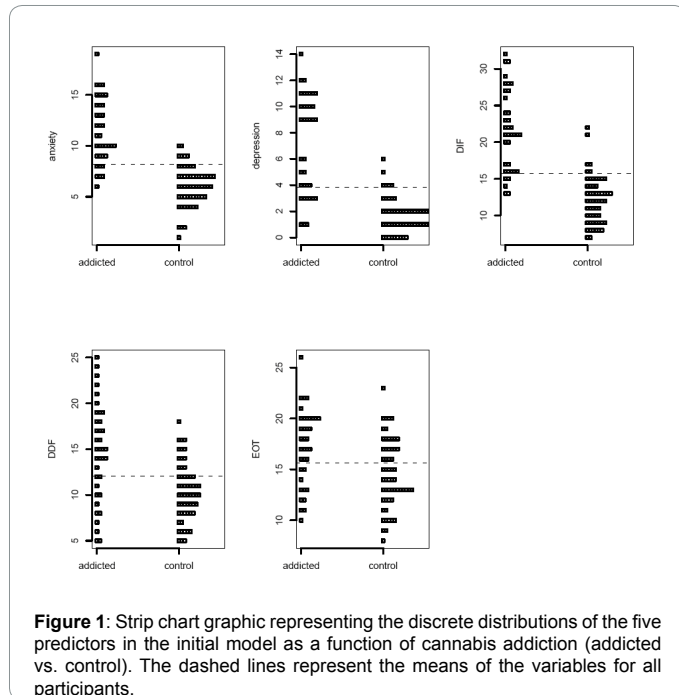 anxiety
15
10
5
addicted
control
depression
14
12
10
8
6
4
2
0
addicted
control
DIF
30
25
20
15
10
addicted
control
DDF
25
20
15
10
5
addicted
control
EOT
25
20
15
10
addicted
control
Figure 1: Strip chart graphic representing the discrete distributions of the five
predictors in the initial model as a function of cannabis addiction (addicted
vs. control). The dashed lines represent the means of the variables for all
participants.